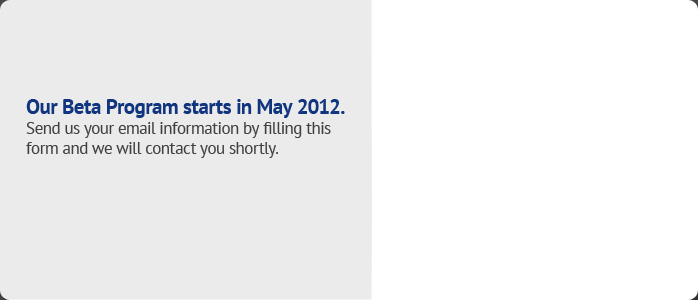 Our Beta Program starts in May 2012.
Send us your email information by filling this
form and we will contact you shortly.